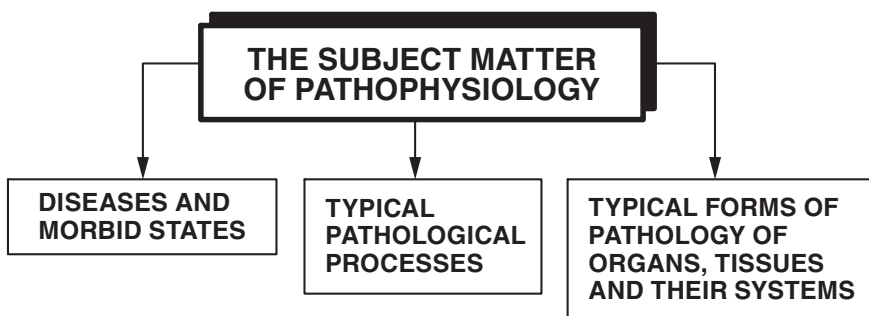 THE SUBJECT MATTER
OF PATHOPHYSIOLOGY
DISEASES AND
MORBID STATES
TYPICAL
PATHOLOGICAL
PROCESSES
TYPICAL FORMS OF
PATHOLOGY OF
ORGANS, TISSUES
AND THEIR SYSTEMS